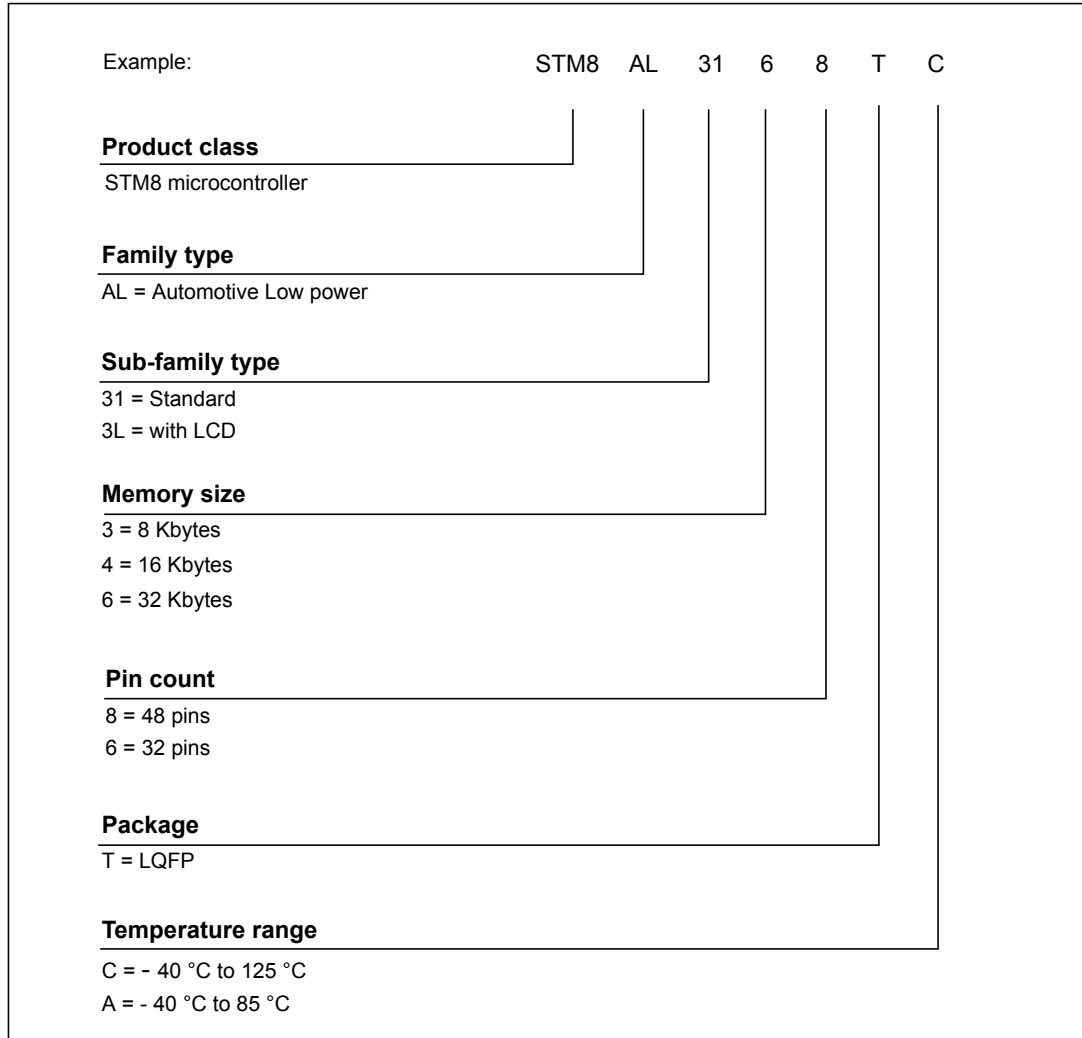 Example: STM8 AL 31 6 8 T C
Product class
STM8 microcontroller
Family type
AL = Automotive Low power
Sub-family type
31 = Standard
3L = with LCD
Memory size
3 = 8 Kbytes
4 = 16 Kbytes
6 = 32 Kbytes
Pin count
8 = 48 pins
6 = 32 pins
Package
T = LQFP
Temperature range
C = - 40 °C to 125 °C
A = - 40 °C to 85 °C